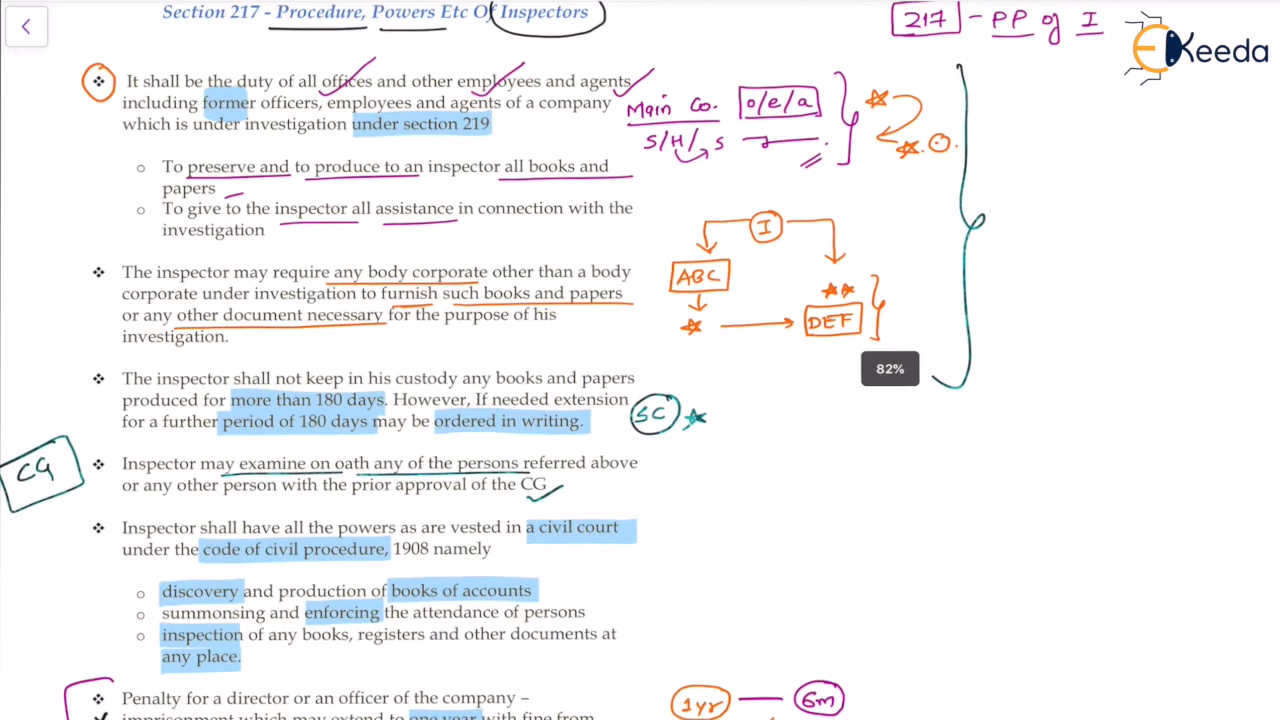 Section 217 - Procedure, Powers Etc Of Inspectors
217 - PP of I
EKeeda
❖ It shall be the duty of all offices and other employees and agents
including former officers, employees and agents of a company
which is under investigation under section 219
Main Co. o/e/a
S/H/S
o To preserve and to produce to an inspector all books and
papers
o To give to the inspector all assistance in connection with the
investigation
I
❖ The inspector may require any body corporate other than a body
corporate under investigation to furnish such books and papers
or any other document necessary for the purpose of his
investigation.
ABC
DEF
82%
❖ The inspector shall not keep in his custody any books and papers
produced for more than 180 days. However, If needed extension
for a further period of 180 days may be ordered in writing.
SC
CG
❖ Inspector may examine on oath any of the persons referred above
or any other person with the prior approval of the CG
❖ Inspector shall have all the powers as are vested in a civil court
under the code of civil procedure, 1908 namely
o discovery and production of books of accounts
o summonsing and enforcing the attendance of persons
o inspection of any books, registers and other documents at
any place.
❖ Penalty for a director or an officer of the company –
imprisonment which may extend to one year with fine from
1yr — 6m